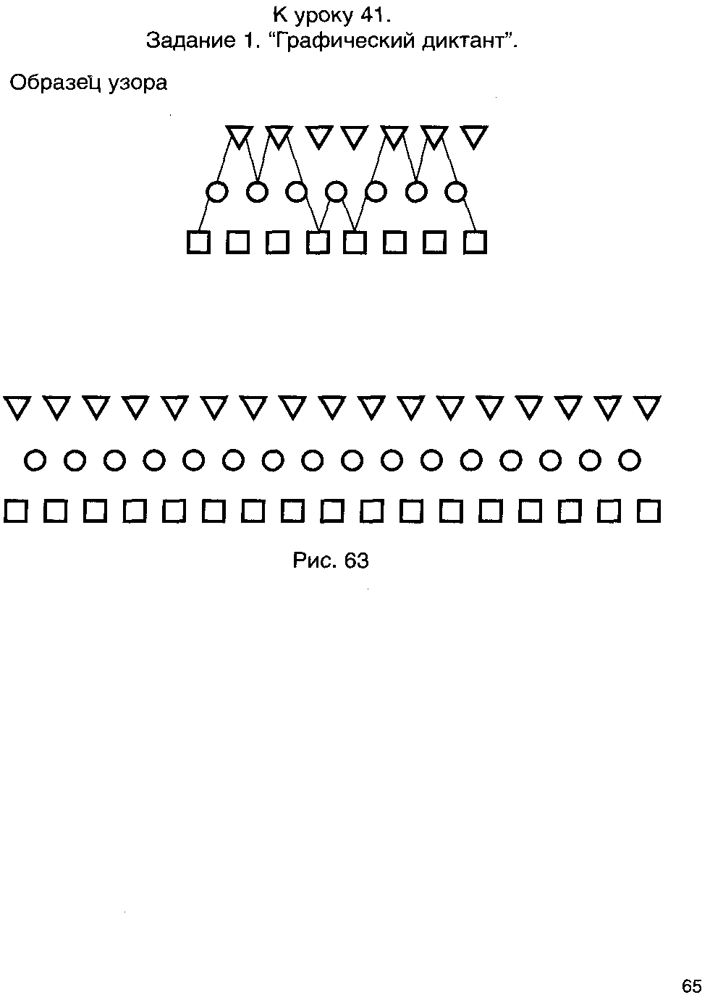 К уроку 41.
Задание 1. “Графический диктант”.
Образец узора
Рис. 63
65